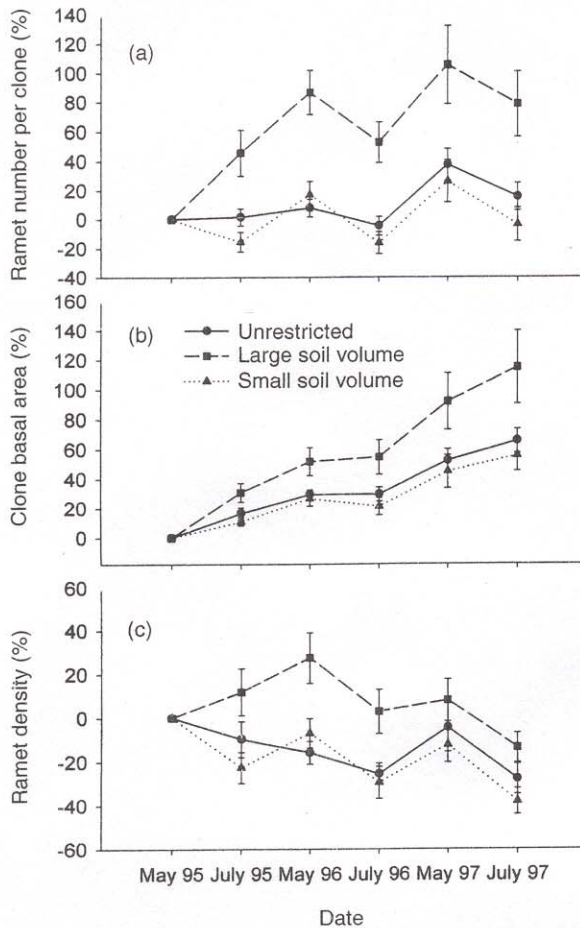 Ramet number per clone (%)
140
120
100
80
60
40
20
0
-20
-40
(a)
Clone basal area (%)
160
140
120
100
80
60
40
20
0
(b)
Unrestricted
Large soil volume
Small soil volume
Ramet density (%)
60
40
20
0
-20
-40
-60
(c)
May 95 July 95 May 96 July 96 May 97 July 97
Date